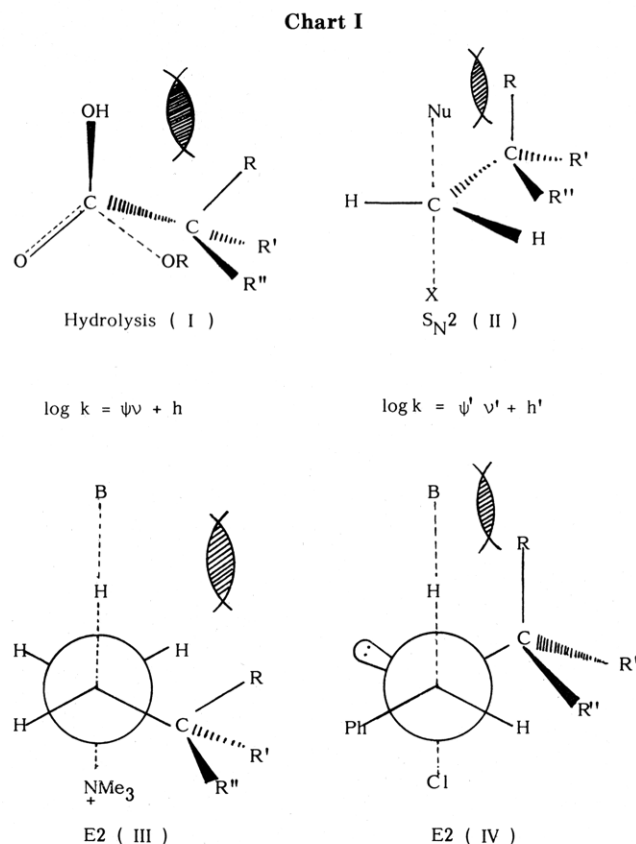 Chart I
OH
R
C
C
R'
O
OR
R"
Hydrolysis ( I )
Nu
R
C
R'
R"
H
C
H
X
SN2 (II)
log k = ψν + h
log k = ψ' ν' + h'
B
H
H
H
H
R
C
R'
R"
NMe3
+
E2 ( III )
B
H
R
C
R'
R"
:
Ph
H
Cl
E2 ( IV )